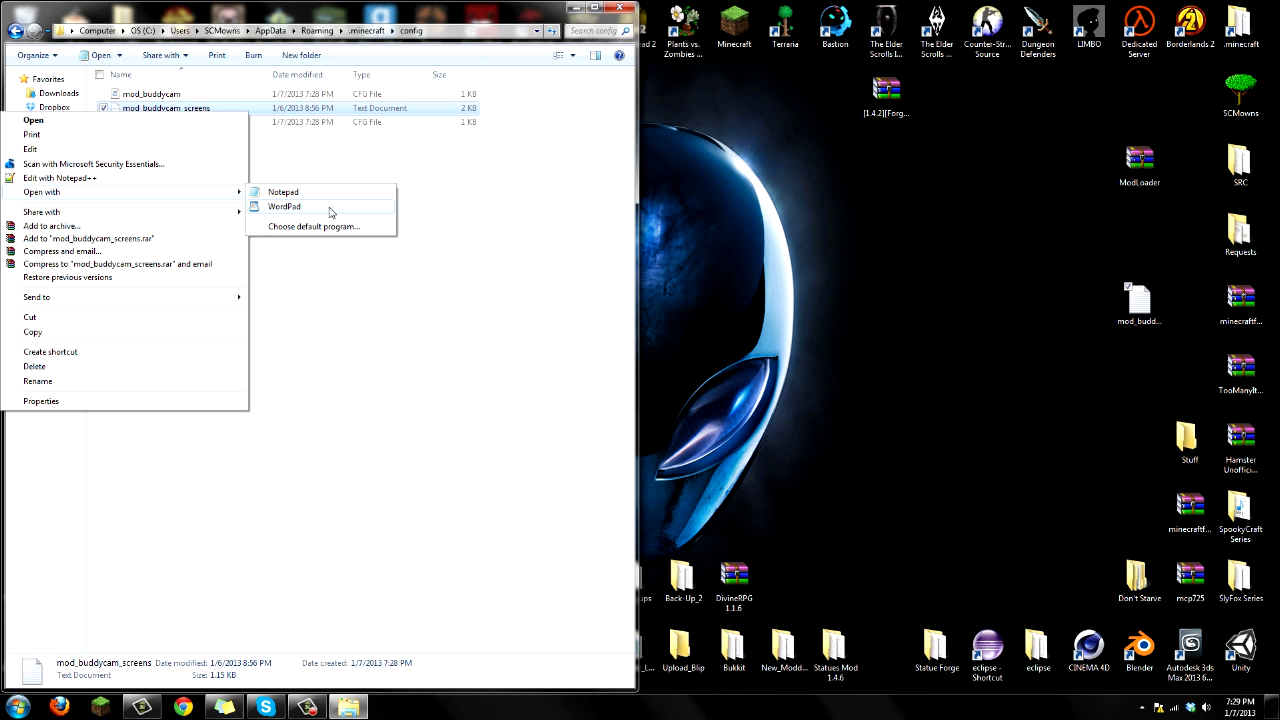 Computer
OS (C:)
Users
SCMowns
AppData
Roaming
.minecraft
config
Search config
Organize
Open
Share with
Print
Burn
New folder
Name
Date modified
Type
Size
Favorites
Downloads
Dropbox
mod_buddycam
1/7/2013 7:28 PM
CFG File
1 KB
mod_buddycam_screens
1/6/2013 8:56 PM
Text Document
2 KB
1/7/2013 7:28 PM
CFG File
1 KB
Open
Print
Edit
Scan with Microsoft Security Essentials...
Edit with Notepad++
Open with
Share with
Add to archive...
Add to "mod_buddycam_screens.rar"
Compress and email...
Compress to "mod_buddycam_screens.rar" and email
Restore previous versions
Send to
Cut
Copy
Create shortcut
Delete
Rename
Properties
Notepad
WordPad
Choose default program...
mod_buddycam_screens
Date modified: 1/6/2013 8:56 PM
Date created: 1/7/2013 7:28 PM
Text Document
Size: 1.15 KB
Plants vs.
Zombies ...
Minecraft
Terraria
Bastion
The Elder
Scrolls I...
The Elder
Scrolls ...
Counter-Str...
Source
Dungeon
Defenders
LIMBO
Dedicated
Server
Borderlands 2
.minecraft
[1.4.2][Forg...
SCMowns
ModLoader
SRC
Requests
mod_budd...
minecraftf...
TooManyIt...
Stuff
Hamster
Unoffici...
minecraftf...
SpookyCraft
Series
Back-Up_2
DivineRPG
1.1.6
Don't Starve
mcp725
SlyFox Series
Upload_Blip
Bukkit
New_Modd...
Statues Mod
1.4.6
Statue Forge
eclipse -
Shortcut
eclipse
CINEMA 4D
Blender
Autodesk 3ds
Max 2013 6...
Unity
7:29 PM
1/7/2013